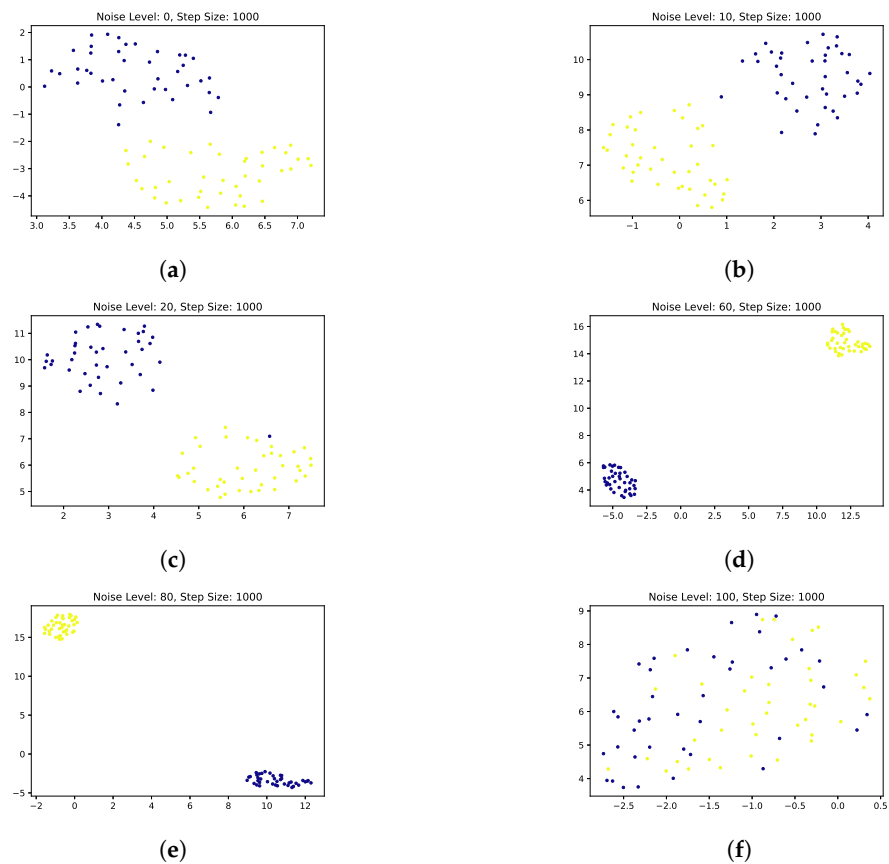 Noise Level: 0, Step Size: 1000
2
1
0
−1
−2
−3
−4
3.0 3.5 4.0 4.5 5.0 5.5 6.0 6.5 7.0
(a)
Noise Level: 10, Step Size: 1000
10
9
8
7
6
−1 0 1 2 3 4
(b)
Noise Level: 20, Step Size: 1000
11
10
9
8
7
6
5
2 3 4 5 6 7
(c)
Noise Level: 60, Step Size: 1000
16
14
12
10
8
6
4
−5.0 −2.5 0.0 2.5 5.0 7.5 10.0 12.5
(d)
Noise Level: 80, Step Size: 1000
15
10
5
0
−5
−2 0 2 4 6 8 10 12
(e)
Noise Level: 100, Step Size: 1000
9
8
7
6
5
4
−2.5 −2.0 −1.5 −1.0 −0.5 0.0 0.5
(f)